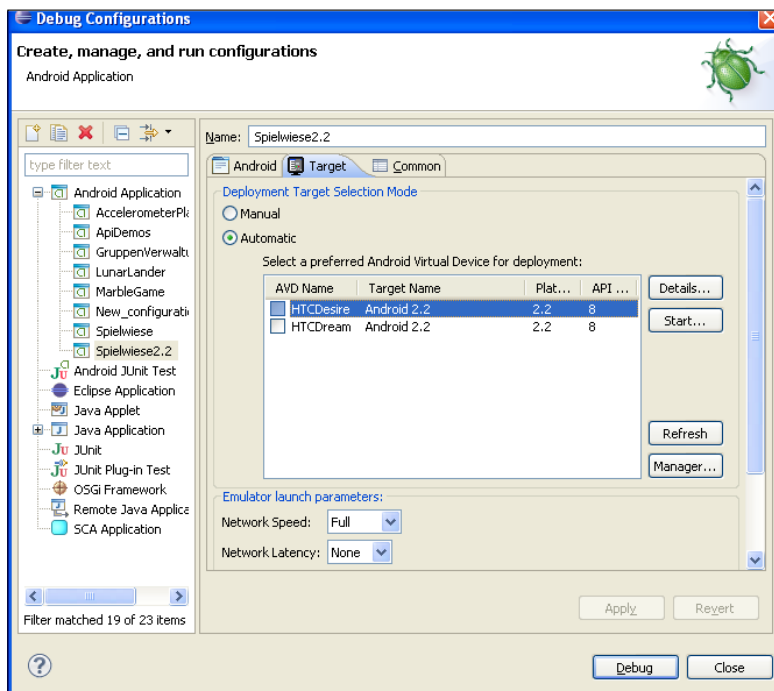 Debug Configurations
Create, manage, and run configurations
Android Application
Name: Spielwiese2.2
type filter text
Android Application
AccelerometerPla
ApiDemos
GruppenVerwaltu
LunarLander
MarbleGame
New_configuratio
Spielwiese
Spielwiese2.2
Android JUnit Test
Eclipse Application
Java Applet
Java Application
JUnit
JUnit Plug-in Test
OSGi Framework
Remote Java Applica
SCA Application
Filter matched 19 of 23 items
Android Target Common
Deployment Target Selection Mode
Manual
Automatic
Select a preferred Android Virtual Device for deployment:
AVD Name Target Name Plat... API ...
HTCDesire Android 2.2 2.2 8
HTCDream Android 2.2 2.2 8
Details...
Start...
Refresh
Manager...
Emulator launch parameters:
Network Speed: Full
Network Latency: None
Apply Revert
Debug Close